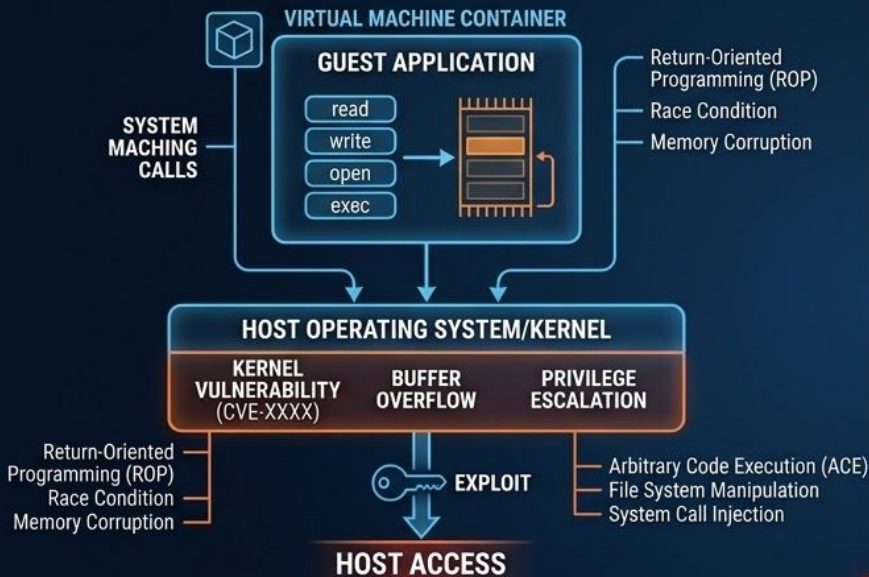 VIRTUAL MACHINE CONTAINER
GUEST APPLICATION
read
write
open
exec
SYSTEM
MACHING
CALLS
Return-Oriented
Programming (ROP)
Race Condition
Memory Corruption
HOST OPERATING SYSTEM/KERNEL
KERNEL
VULNERABILITY
(CVE-XXXX)
BUFFER
OVERFLOW
PRIVILEGE
ESCALATION
Return-Oriented
Programming (ROP)
Race Condition
Memory Corruption
EXPLOIT
Arbitrary Code Execution (ACE)
File System Manipulation
System Call Injection
HOST ACCESS